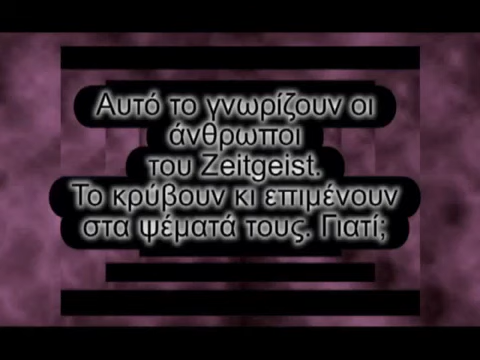 Αυτό το γνωρίζουν οι
άνθρωποι
του Zeitgeist.
Το κρύβουν κι επιμένουν
στα ψέματά τους. Γιατί;